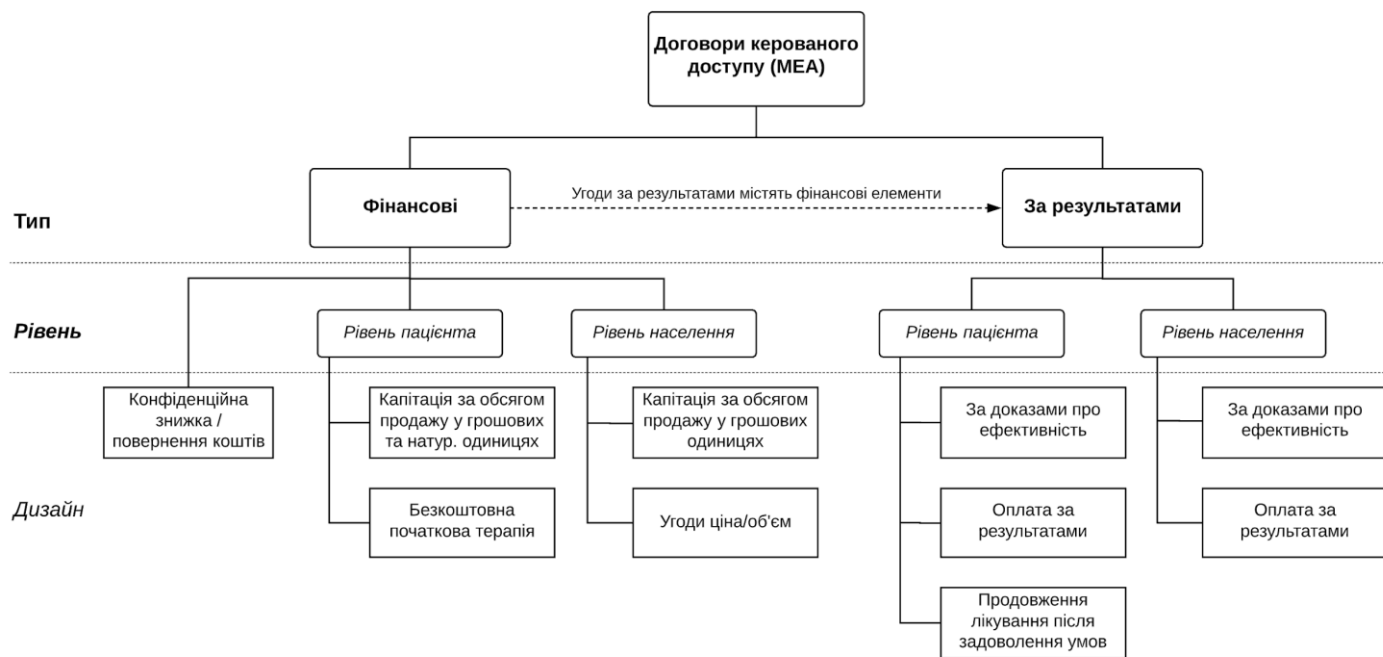 Договори керованого
доступу (MEA)
Тип
Фінансові
Угоди за результатами містять фінансові елементи
За результатами
Рівень
Рівень пацієнта
Рівень населення
Рівень пацієнта
Рівень населення
Дизайн
Конфіденційна
знижка /
повернення коштів
Капітація за обсягом
продажу у грошових
та натур. одиницях
Капітація за обсягом
продажу у грошових
одиницях
За доказами про
ефективність
За доказами про
ефективність
Безкоштовна
початкова терапія
Угоди ціна/об'єм
Оплата за
результатами
Оплата за
результатами
Продовження
лікування після
задоволення умов